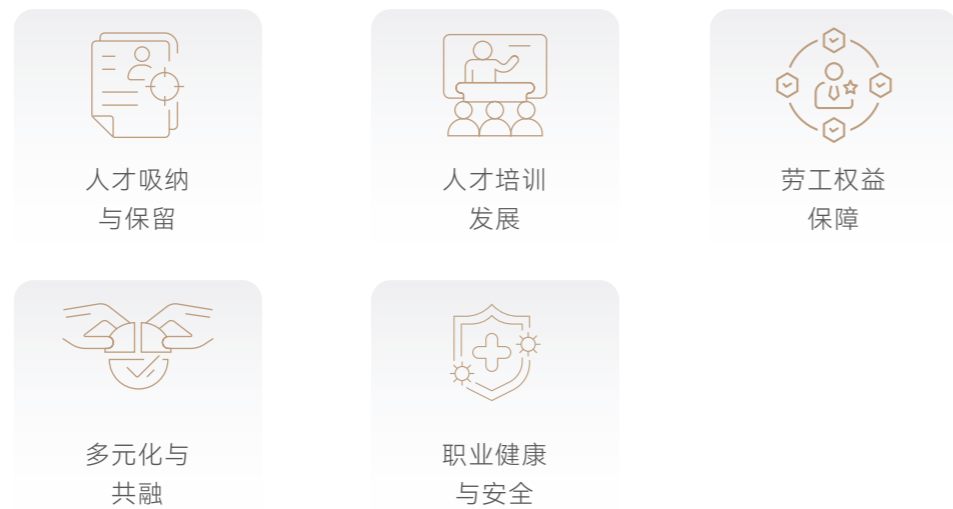 人才吸纳
与保留
人才培训
发展
劳工权益
保障
多元化与
共融
职业健康
与安全